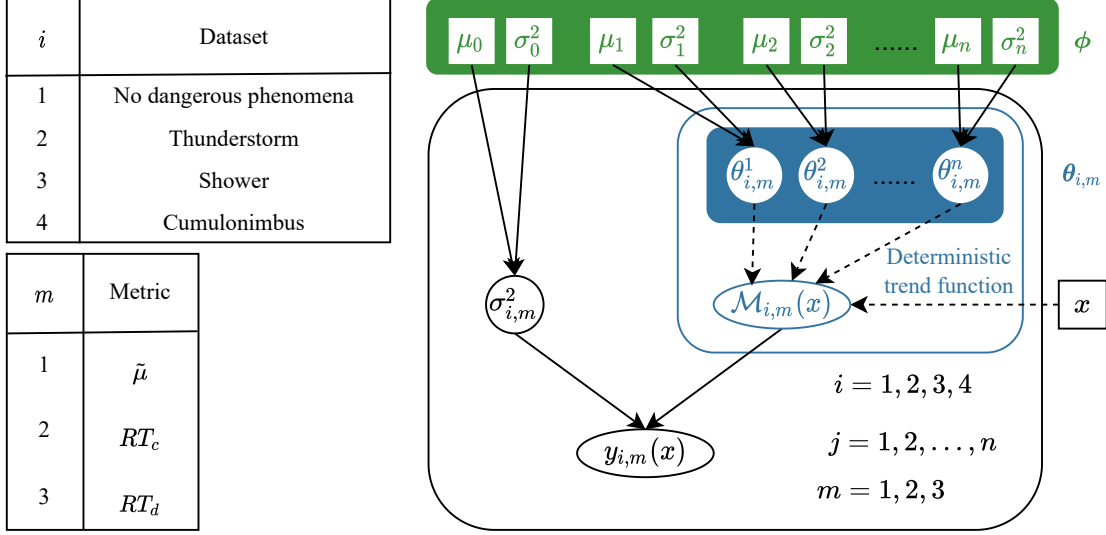 i Dataset
1 No dangerous phenomena
2 Thunderstorm
3 Shower
4 Cumulonimbus
m Metric
1 μ̃
2 RT_c
3 RT_d
μ_0 σ_0^2 μ_1 σ_1^2 μ_2 σ_2^2 ...... μ_n σ_n^2 ϕ
θ_{i,m}^1 θ_{i,m}^2 ...... θ_{i,m}^n θ_{i,m}
Deterministic
trend function
σ_{i,m}^2 ℳ_{i,m}(x) x
i = 1, 2, 3, 4
j = 1, 2, . . . , n
y_{i,m}(x)
m = 1, 2, 3